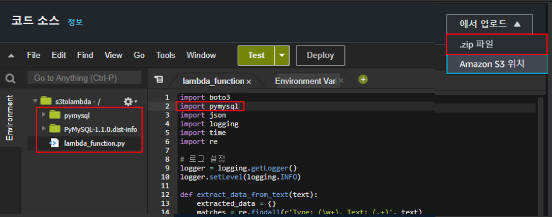 코드 소스 정보
에서 업로드 ▲
.zip 파일
Amazon S3 위치
File Edit Find View Go Tools Window Test Deploy
Go to Anything (Ctrl-P)
lambda_function × Environment Var ×
Environment
s3tolambda - /
pymysql
PyMySQL-1.1.0.dist-info
lambda_function.py
1 import boto3
2 import pymysql
3 import json
4 import logging
5 import time
6 import re
7
8 # 로그 설정
9 logger = logging.getLogger()
10 logger.setLevel(logging.INFO)
11
12 def extract_data_from_text(text):
13 extracted_data = {}
14 matches = re.findall(r'Type: (\w+), Text: (.+)', text)